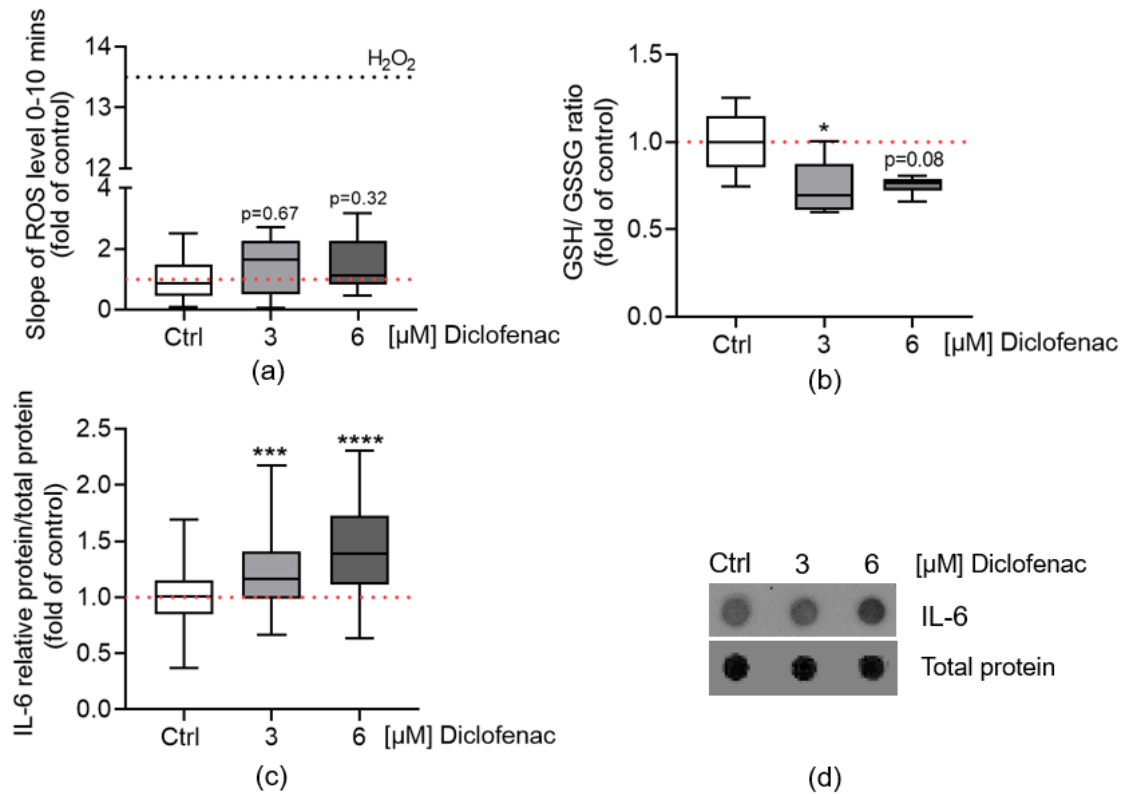 Slope of ROS level 0-10 mins
(fold of control)
14
13
12
4
2
0
H₂O₂
p=0.67
p=0.32
Ctrl 3 6 [µM] Diclofenac
(a)
GSH/ GSSG ratio
(fold of control)
1.5
1.0
0.5
0.0
*
p=0.08
Ctrl 3 6 [µM] Diclofenac
(b)
IL-6 relative protein/total protein
(fold of control)
2.5
2.0
1.5
1.0
0.5
0.0
***
****
Ctrl 3 6 [µM] Diclofenac
(c)
Ctrl 3 6 [µM] Diclofenac
IL-6
Total protein
(d)